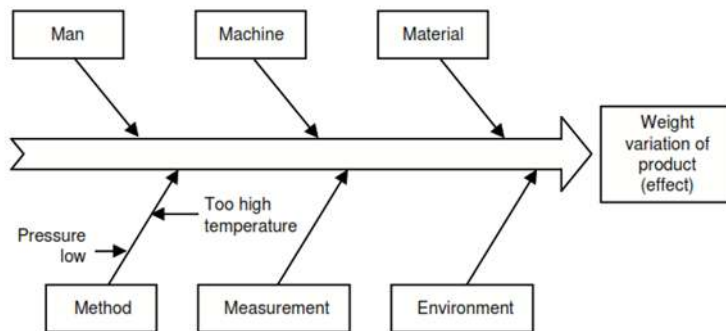 Man
Machine
Material
Weight
variation of
product
(effect)
Too high
temperature
Pressure
low
Method
Measurement
Environment